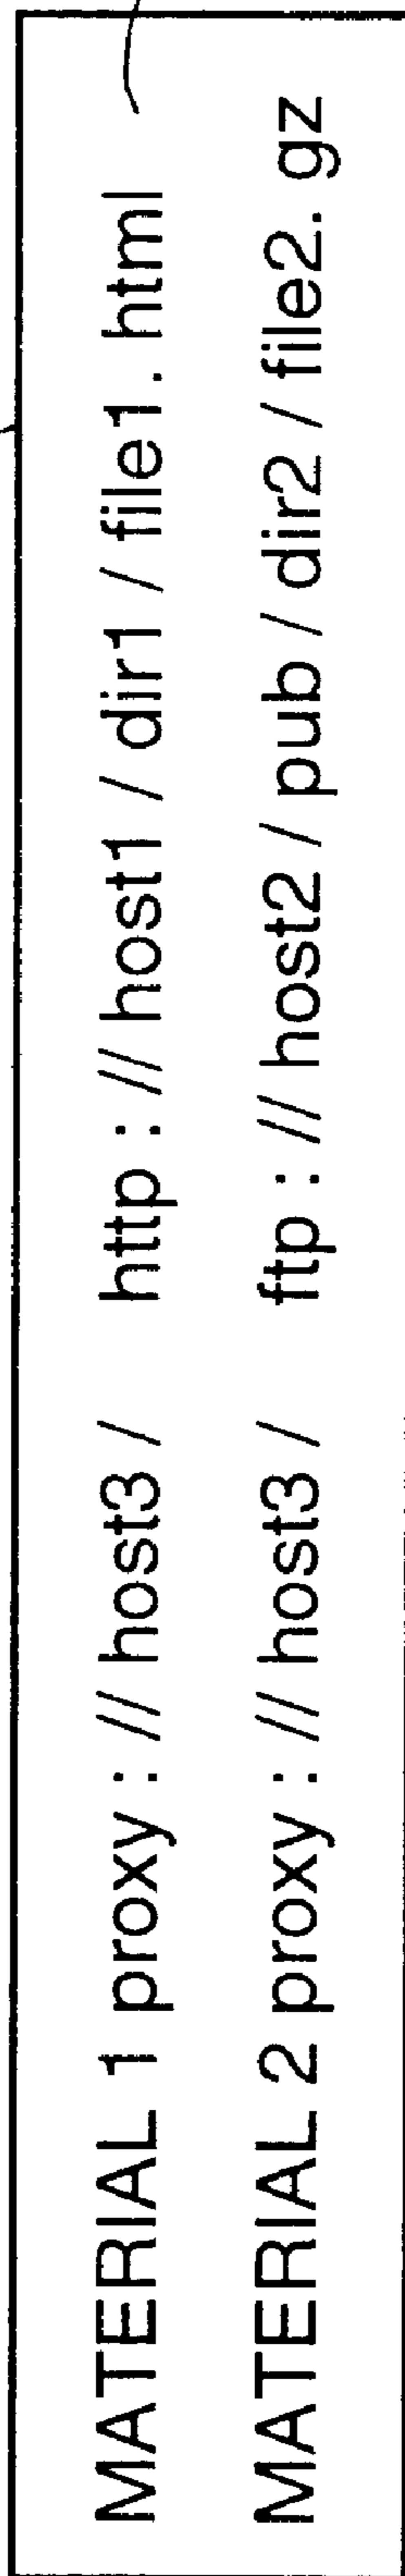 MATERIAL 1 proxy : // host3 / http : // host1 / dir1 / file1. html
MATERIAL 2 proxy : // host3 / ftp : // host2 / pub / dir2 / file2. gz